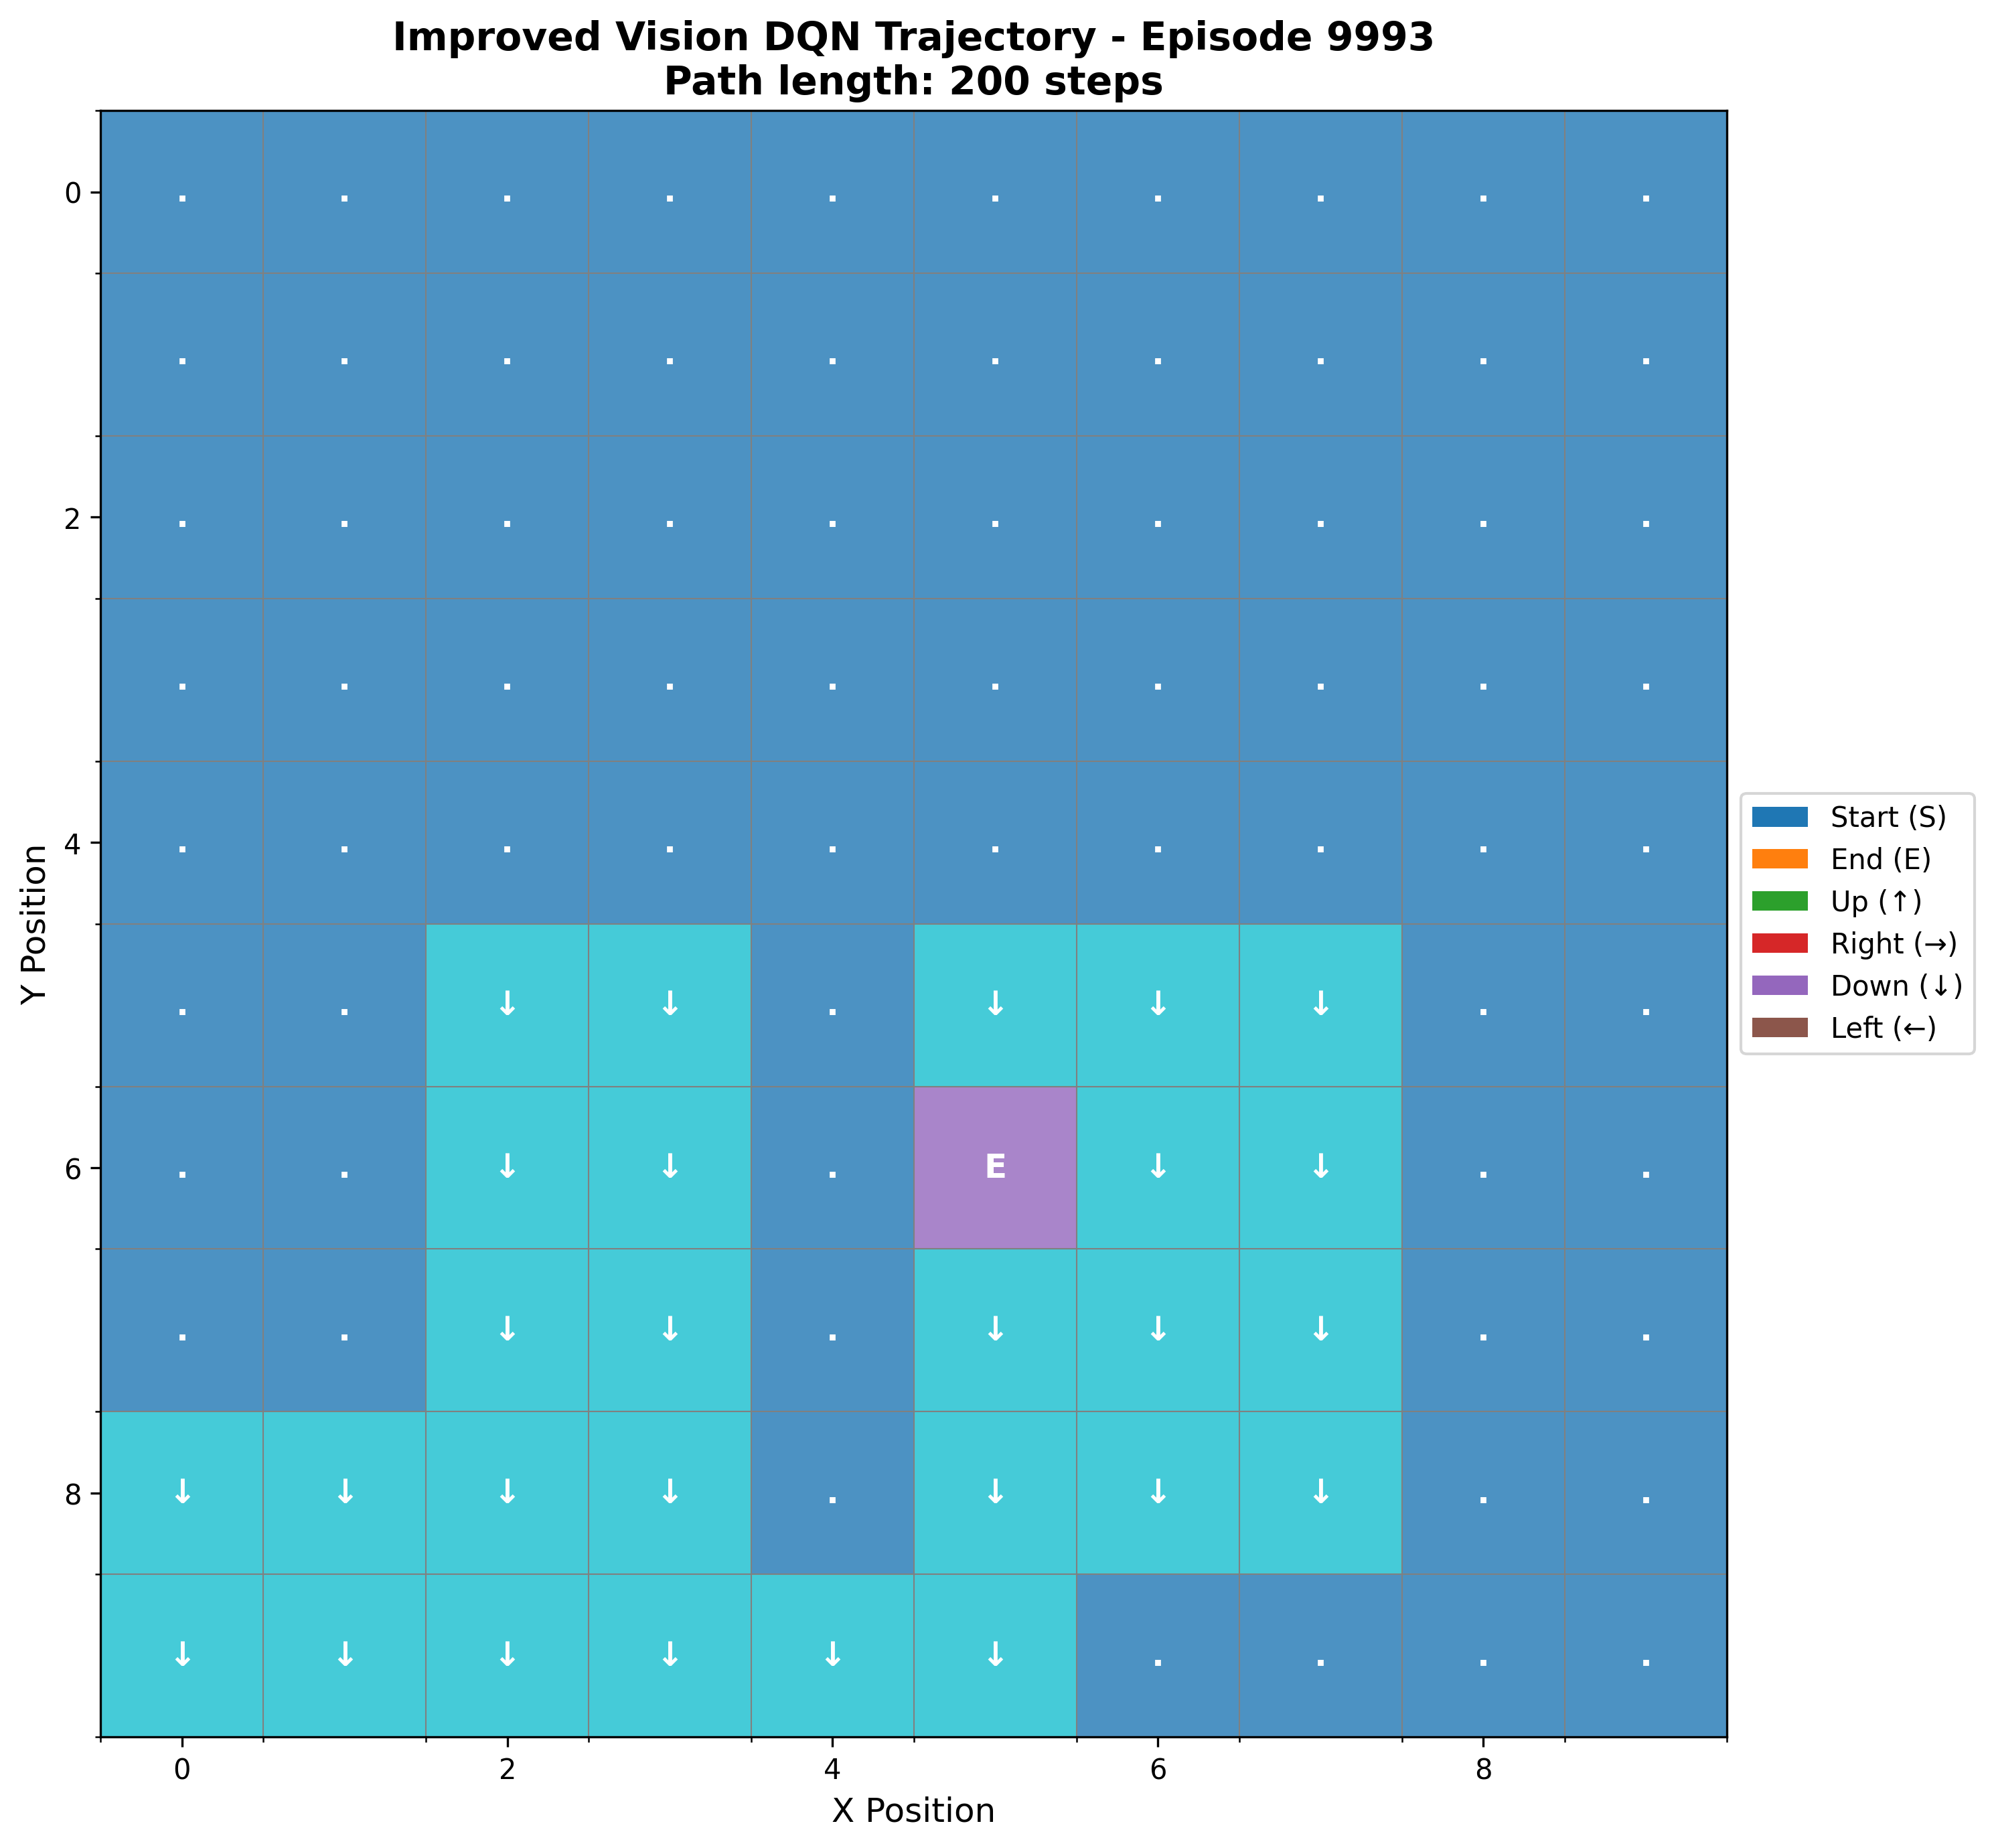 Improved Vision DQN Trajectory - Episode 9993
Path length: 200 steps
0 . . . . . . . . . .
. . . . . . . . . .
2 . . . . . . . . . .
. . . . . . . . . .
4 . . . . . . . . . .
. . ↓ ↓ . ↓ ↓ ↓ . .
6 . . ↓ ↓ . E ↓ ↓ . .
. . ↓ ↓ . ↓ ↓ ↓ . .
8 ↓ ↓ ↓ ↓ . ↓ ↓ ↓ . .
↓ ↓ ↓ ↓ ↓ ↓ . . . .
0 2 4 6 8
X Position
Y Position
Start (S)
End (E)
Up (↑)
Right (→)
Down (↓)
Left (←)